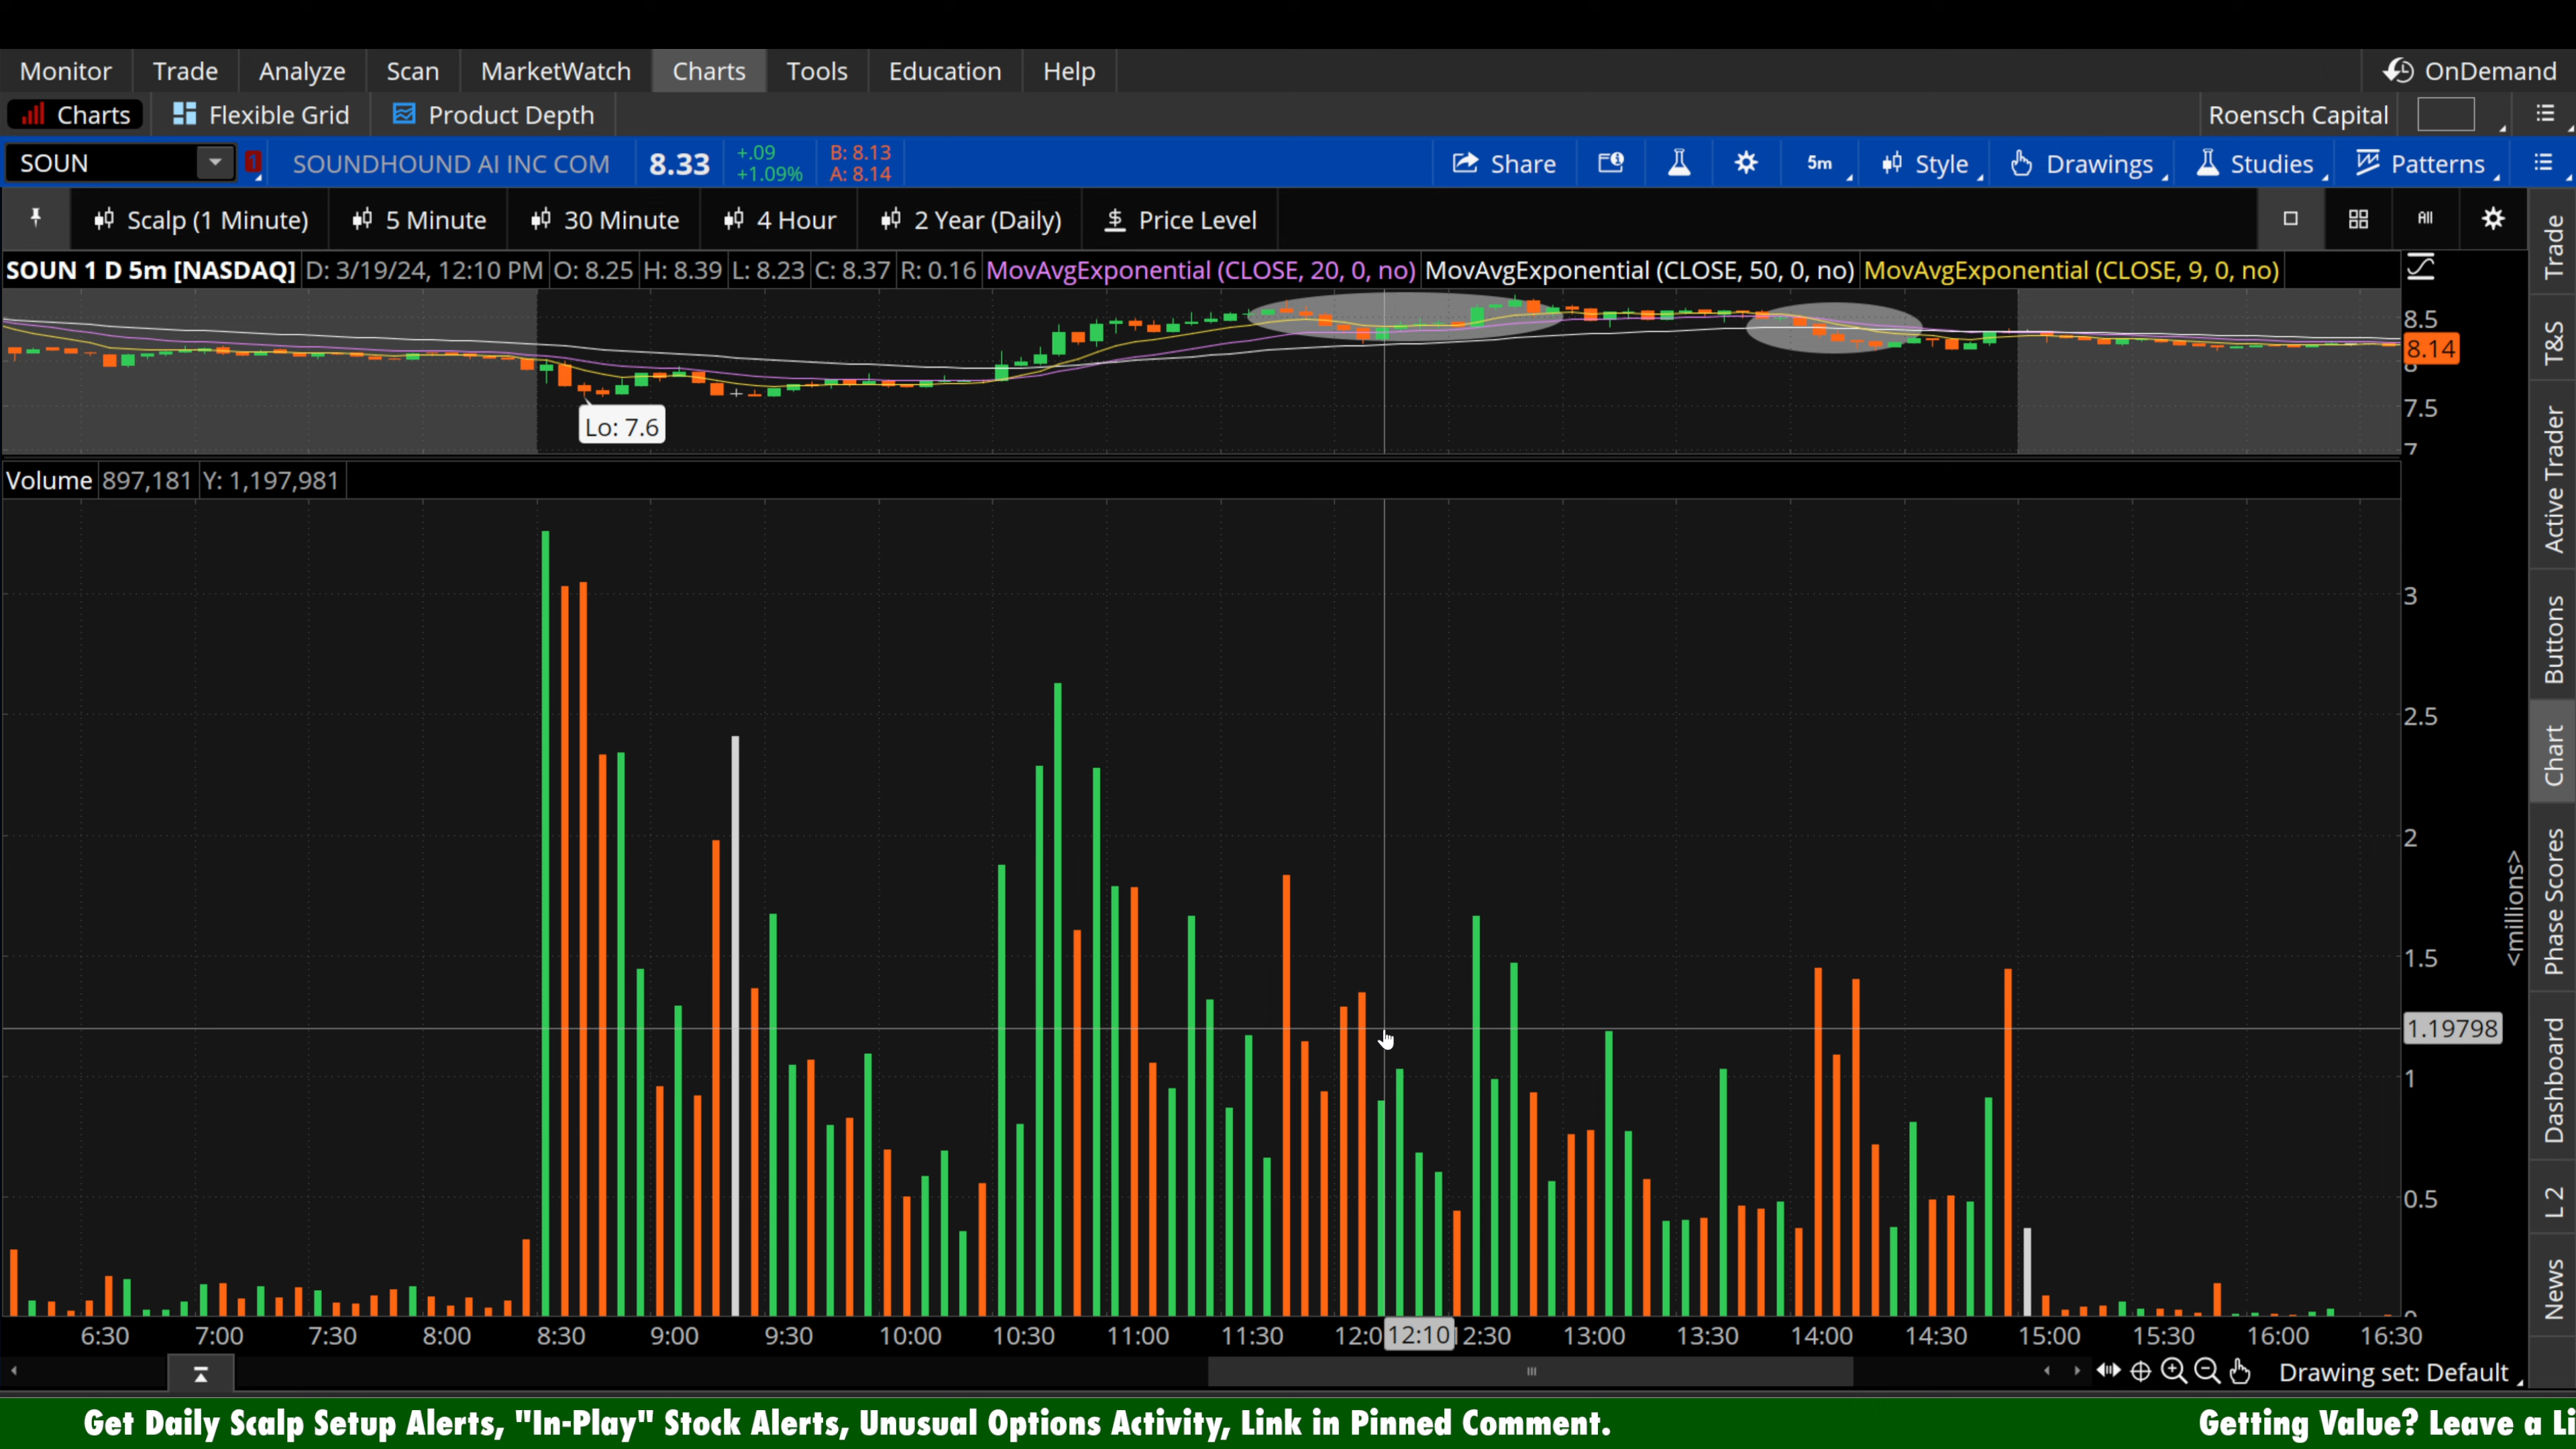 Monitor Trade Analyze Scan MarketWatch Charts Tools Education Help OnDemand
Charts Flexible Grid Product Depth Roensch Capital
SOUN 1 SOUNDHOUND AI INC COM 8.33 +.09 +1.09% B: 8.13 A: 8.14 Share 5m Style Drawings Studies Patterns
Scalp (1 Minute) 5 Minute 30 Minute 4 Hour 2 Year (Daily) $ Price Level All
SOUN 1 D 5m [NASDAQ] D: 3/19/24, 12:10 PM O: 8.25 H: 8.39 L: 8.23 C: 8.37 R: 0.16 MovAvgExponential (CLOSE, 20, 0, no) MovAvgExponential (CLOSE, 50, 0, no) MovAvgExponential (CLOSE, 9, 0, no)
8.5
8.14
7.5
Lo: 7.6
7
Volume 897,181 Y: 1,197,981
3
2.5
2
1.5
1.19798
1
0.5
<millions>
6:30 7:00 7:30 8:00 8:30 9:00 9:30 10:00 10:30 11:00 11:30 12:0 12:10 2:30 13:00 13:30 14:00 14:30 15:00 15:30 16:00 16:30
Drawing set: Default
Trade
T&S
Active Trader
Buttons
Chart
Phase Scores
Dashboard
L 2
News
Get Daily Scalp Setup Alerts, "In-Play" Stock Alerts, Unusual Options Activity, Link in Pinned Comment. Getting Value? Leave a Li